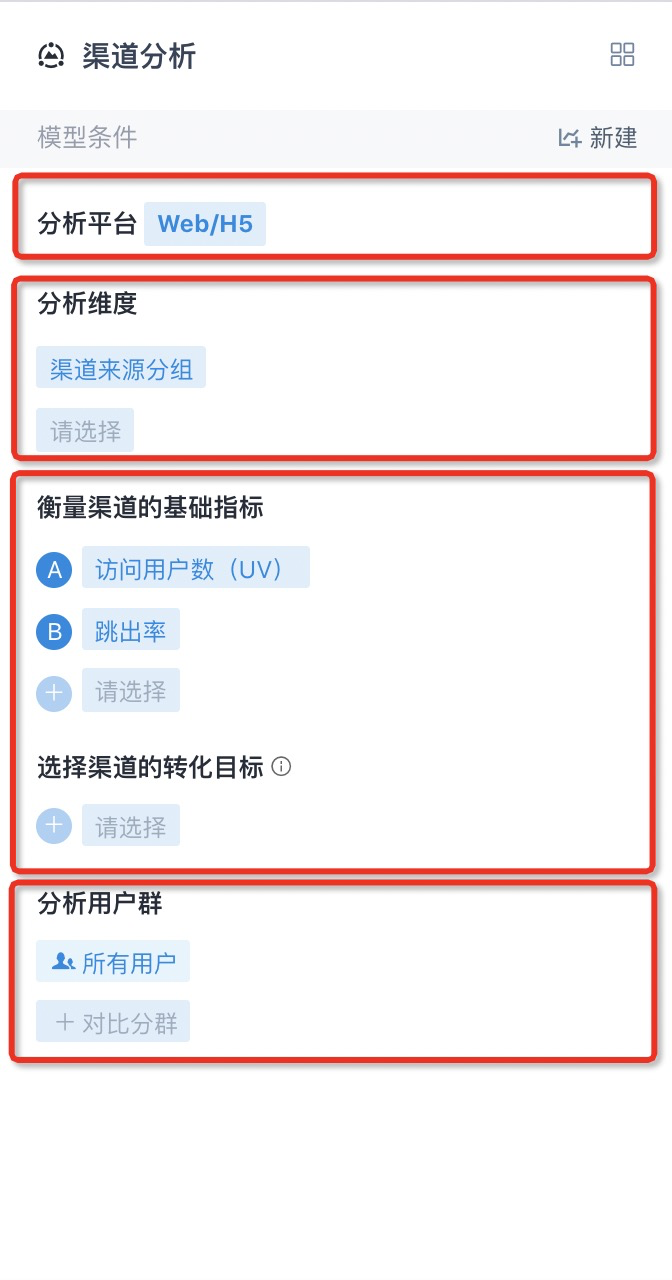 渠道分析
模型条件 新建
分析平台 Web/H5
分析维度
渠道来源分组
请选择
衡量渠道的基础指标
A 访问用户数（UV）
B 跳出率
+ 请选择
选择渠道的转化目标
+ 请选择
分析用户群
所有用户
+ 对比分群